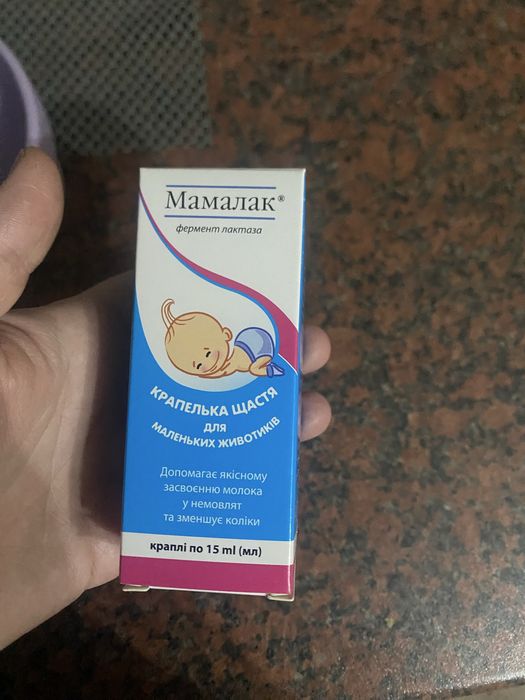 Мамалак®
фермент лактаза
КРАПЕЛЬКА ЩАСТЯ
ДЛЯ
МАЛЕНЬКИХ ЖИВОТИКІВ
Допомагає якісному
засвоєнню молока
у немовлят
та зменшує коліки
краплі по 15 ml (мл)